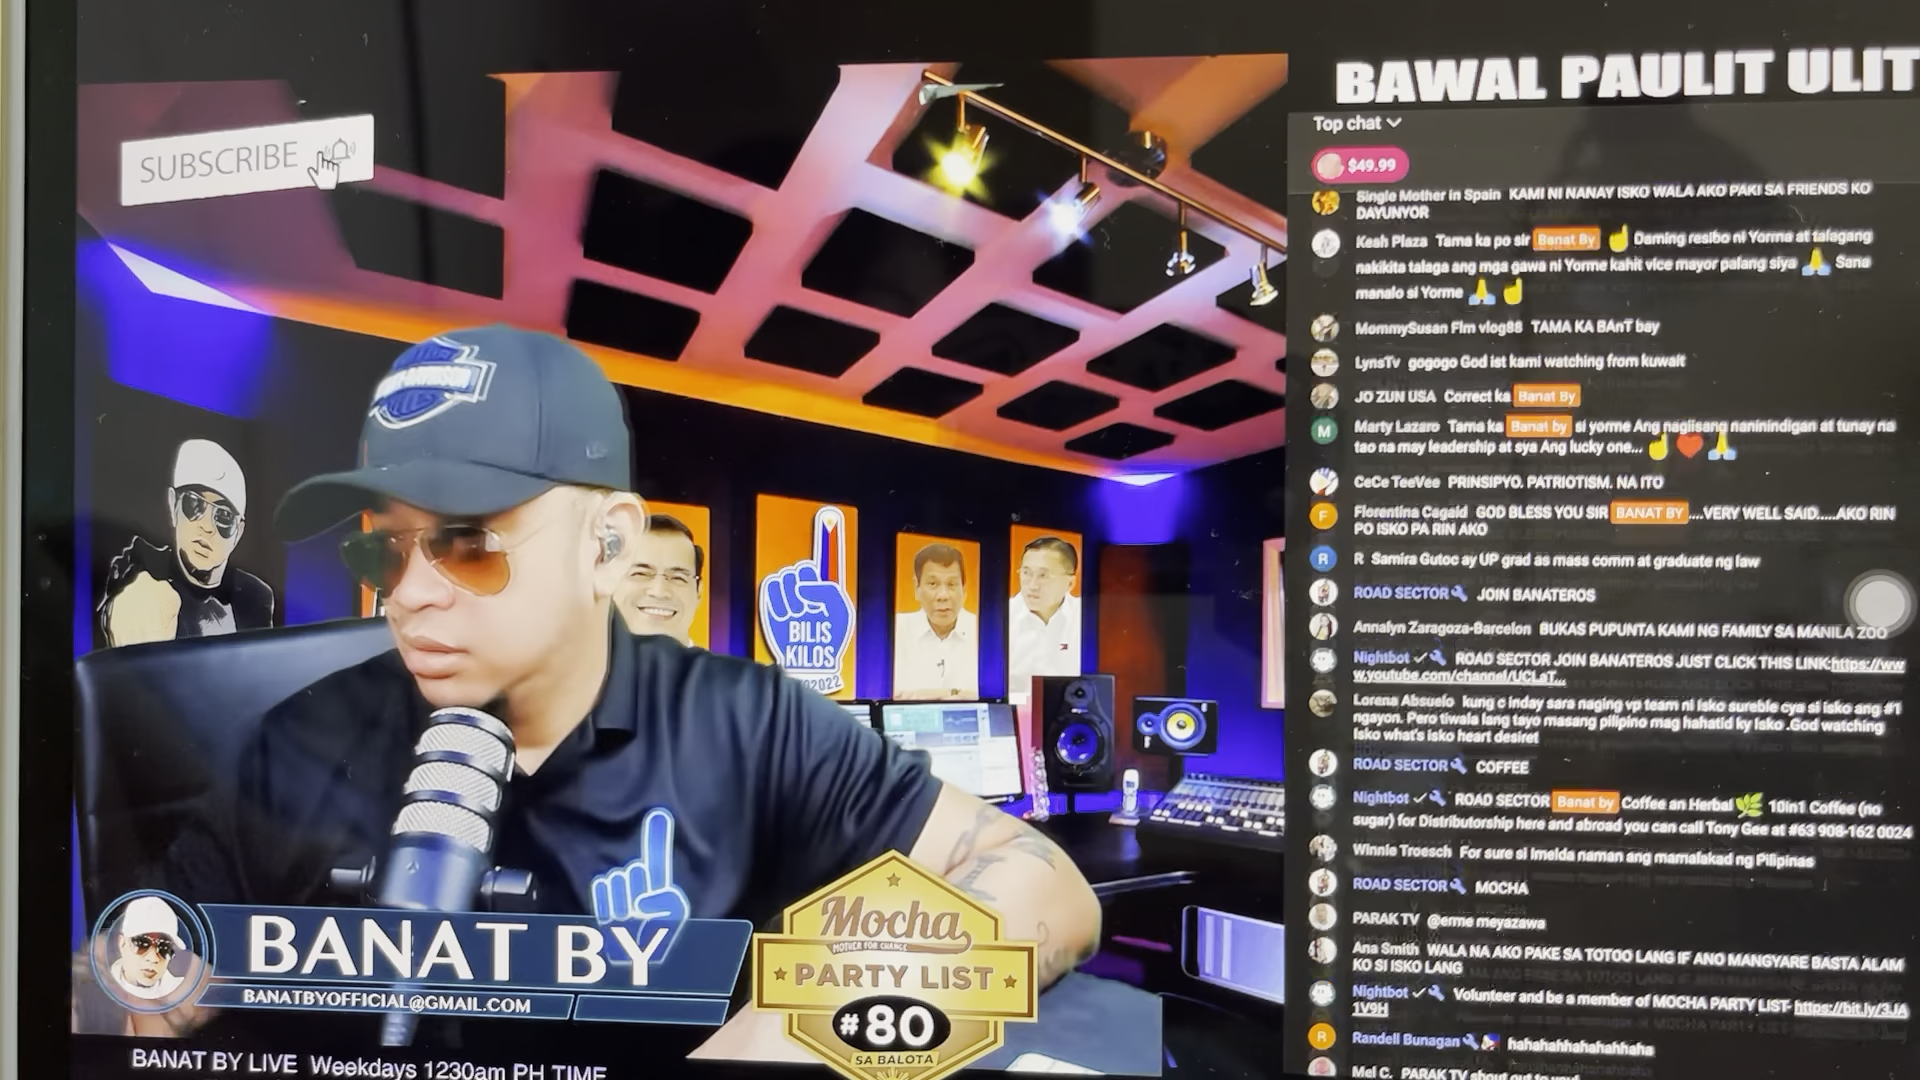 BAWAL PAULIT ULIT
SUBSCRIBE
Top chat
$49.99
Single Mother in Spain KAMI NI NANAY ISKO WALA AKO PAKI SA FRIENDS KO
DAYUNYOR
Keah Plaza Tama ka po sir Banat By ☝ Daming resibo ni Yorme at talagang
nakikita talaga ang mga gawa ni Yorme kahit vice mayor palang siya 🙏 Sana
manalo si Yorme 🙏 ☝
MommySusan Flm vlog88 TAMA KA BAnT bay
LynsTv gogogo God ist kami watching from kuwait
JO ZUN USA Correct ka Banat By
M Marty Lazaro Tama ka Banat by si yorme Ang nagiisang naninindigan at tunay na
tao na may leadership at sya Ang lucky one... ☝ ❤ 🙏
CeCe TeeVee PRINSIPYO. PATRIOTISM. NA ITO
F Florentina Cagaid GOD BLESS YOU SIR BANAT BY....VERY WELL SAID.....AKO RIN
PO ISKO PA RIN AKO
R R Samira Gutoc ay UP grad as mass comm at graduate ng law
ROAD SECTOR JOIN BANATEROS
Annalyn Zaragoza-Barcelon BUKAS PUPUNTA KAMI NG FAMILY SA MANILA ZOO
Nightbot ROAD SECTOR JOIN BANATEROS JUST CLICK THIS LINK:https://ww
w.youtube.com/channel/UCLaT...
Lorena Absuelo kung c inday sara naging vp team ni isko sureble cya si isko ang #1
ngayon. Pero tiwala lang tayo masang pilipino mag hahatid ky Isko .God watching
Isko what's isko heart desiret
ROAD SECTOR COFFEE
Nightbot ROAD SECTOR Banat by Coffee an Herbal 🌿 10in1 Coffee (no
sugar) for Distributorship here and abroad you can call Tony Gee at #63 908-162 0024
Winnie Troesch For sure si Imelda naman ang mamalakad ng Pilipinas
ROAD SECTOR MOCHA
PARAK TV @erme meyazawa
Ana Smith WALA NA AKO PAKE SA TOTOO LANG IF ANO MANGYARE BASTA ALAM
KO SI ISKO LANG
Nightbot Volunteer and be a member of MOCHA PARTY LIST- https://bit.ly/3JA
1V9H
R Randell Bunagan hahahahhahahahhaha
Mel C. PARAK TV shout out to you!
BILIS
KILOS
2022
BANAT BY
BANATBYOFFICIAL@GMAIL.COM
Mocha
MOTHER FOR CHANGE
PARTY LIST
#80
SA BALOTA
BANAT BY LIVE Weekdays 1230am PH TIME